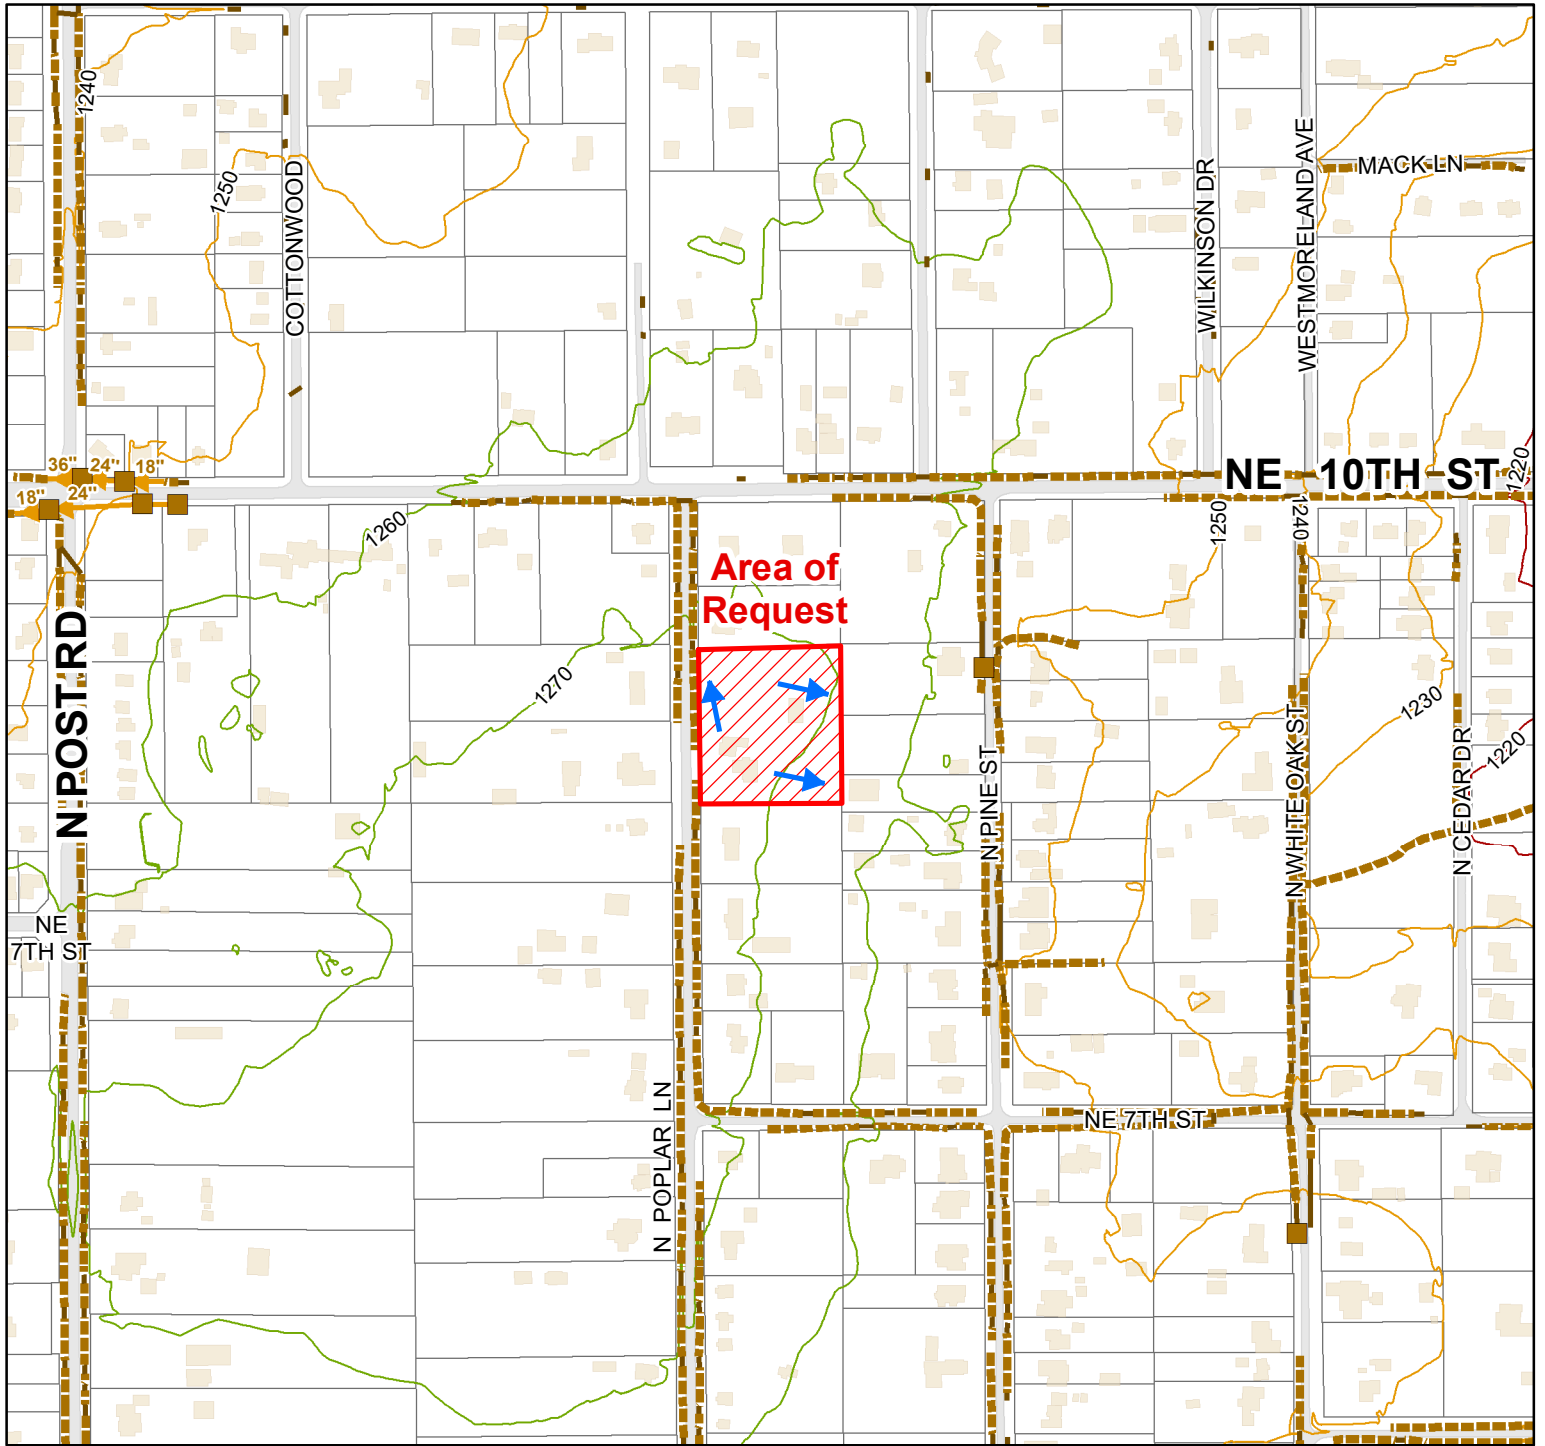 1240
1250
COTTONWOOD
WILKINSON DR
WESTMORELAND AVE
MACK LN
36"
24"
18"
18"
24"
NE 10TH ST
1220
1260
1250
1240
Area of
Request
N POST RD
1270
N PINE ST
N WHITE OAK ST
1230
N CEDAR DR
1220
NE
7TH ST
N POPLAR LN
NE 7TH ST